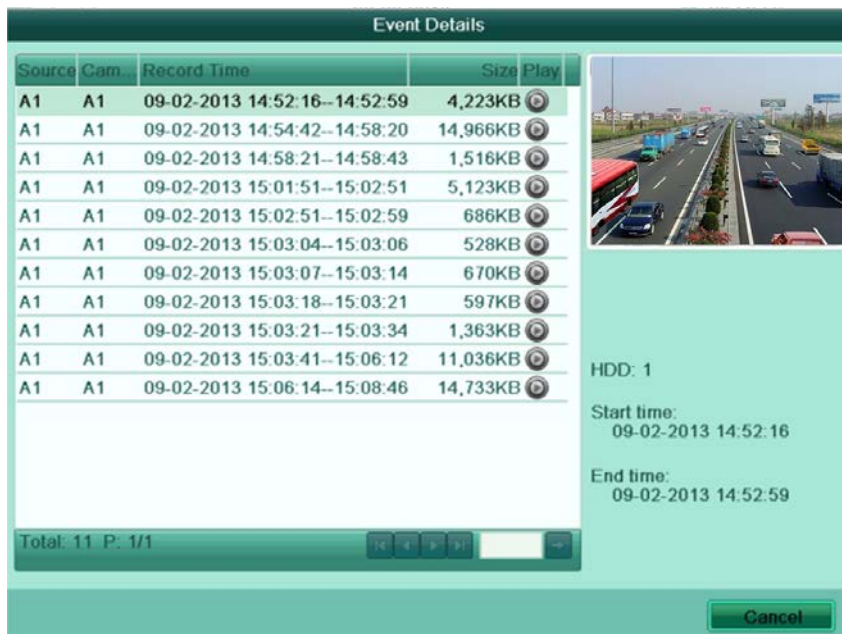 Event Details
Source Cam... Record Time Size Play
A1 A1 09-02-2013 14:52:16--14:52:59 4,223KB
A1 A1 09-02-2013 14:54:42--14:58:20 14,966KB
A1 A1 09-02-2013 14:58:21--14:58:43 1,516KB
A1 A1 09-02-2013 15:01:51--15:02:51 5,123KB
A1 A1 09-02-2013 15:02:51--15:02:59 686KB
A1 A1 09-02-2013 15:03:04--15:03:06 528KB
A1 A1 09-02-2013 15:03:07--15:03:14 670KB
A1 A1 09-02-2013 15:03:18--15:03:21 597KB
A1 A1 09-02-2013 15:03:21--15:03:34 1,363KB
A1 A1 09-02-2013 15:03:41--15:06:12 11,036KB
A1 A1 09-02-2013 15:06:14--15:08:46 14,733KB
Total: 11 P: 1/1
HDD: 1
Start time:
09-02-2013 14:52:16
End time:
09-02-2013 14:52:59
Cancel